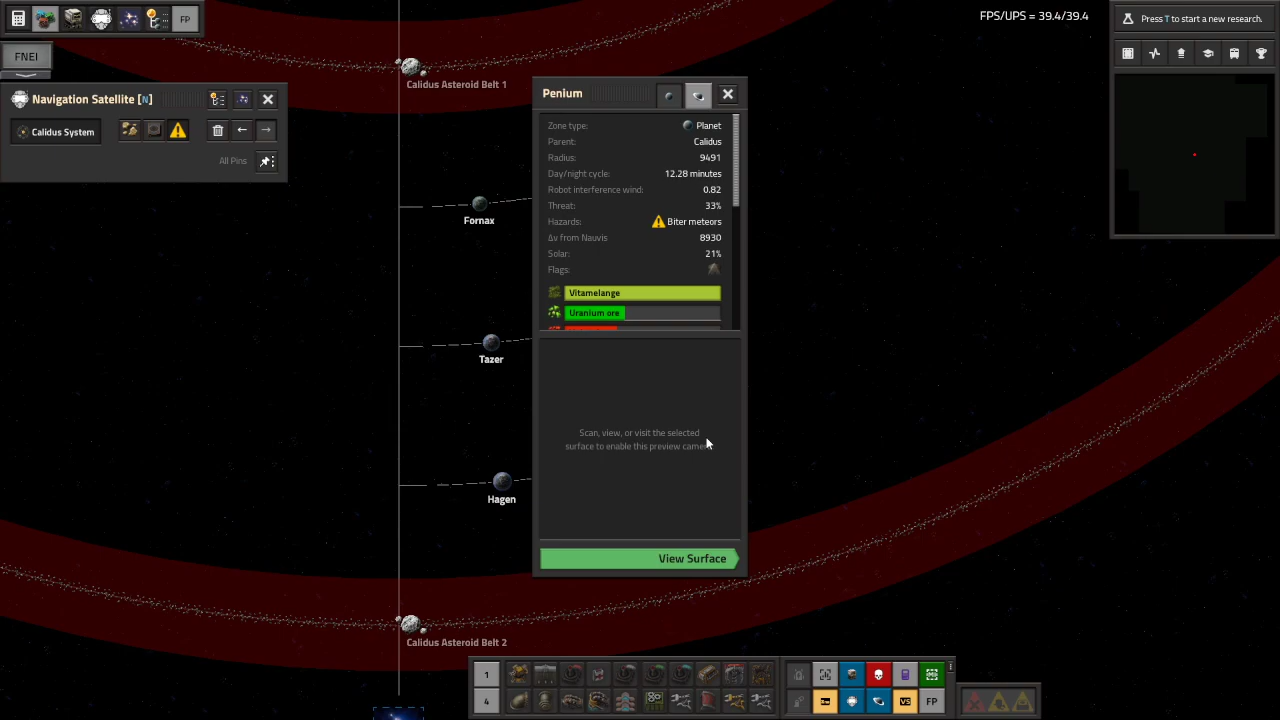 FP
FPS/UPS = 39.4/39.4
Press T to start a new research.
FNEI
Calidus Asteroid Belt 1
Navigation Satellite [N]
Calidus System
All Pins
Penium
Zone type: Planet
Parent: Calidus
Radius: 9491
Day/night cycle: 12.28 minutes
Robot interference wind: 0.82
Threat: 33%
Hazards: Biter meteors
Δv from Nauvis 8930
Solar: 21%
Flags:
Vitamelange
Uranium ore
Fornax
Tazer
Hagen
Scan, view, or visit the selected
surface to enable this preview
View Surface
Calidus Asteroid Belt 2
1
4
VS
FP